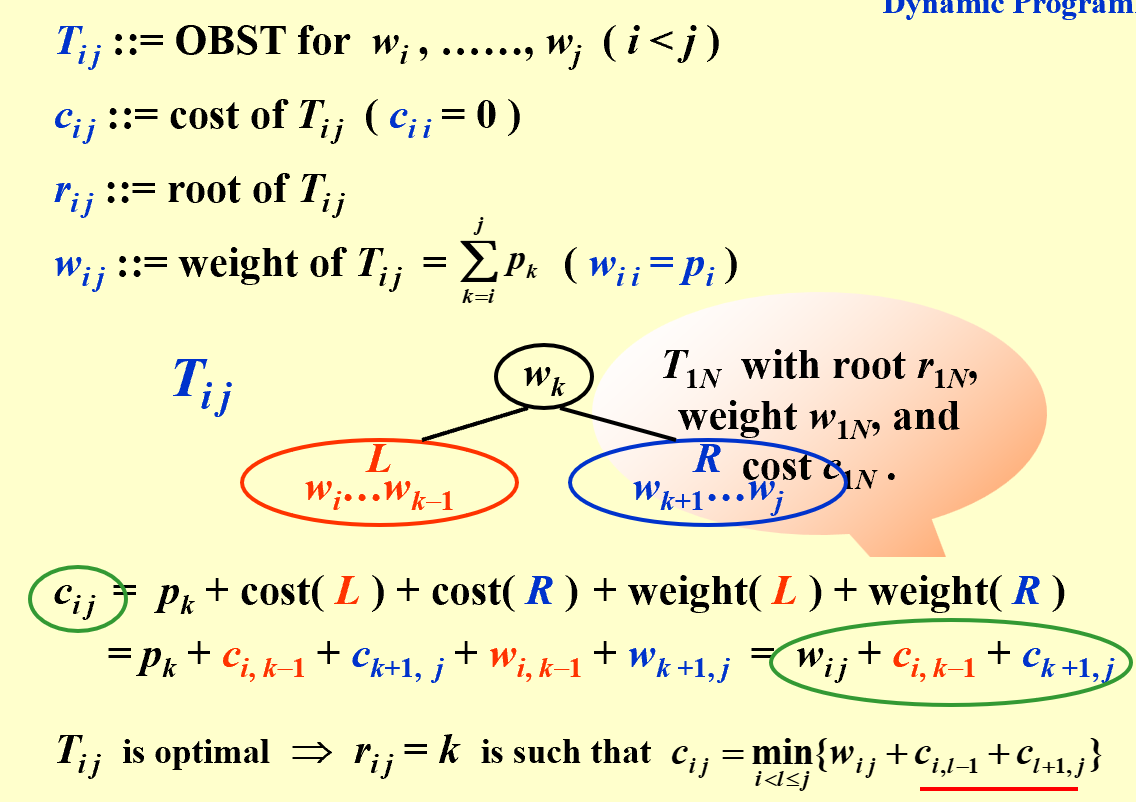 Dynamic Program
T_{ij} ::= OBST for w_i , ……, w_j ( i < j )
c_{ij} ::= cost of T_{ij} ( c_{ii} = 0 )
r_{ij} ::= root of T_{ij}
w_{ij} ::= weight of T_{ij} = \sum_{k=i}^{j} p_k ( w_{ii} = p_i )
T_{ij}
w_k
L
w_i…w_{k–1}
R
w_{k+1}…w_j
T_{1N} with root r_{1N},
weight w_{1N}, and
cost c_{1N} .
c_{ij} = p_k + cost( L ) + cost( R ) + weight( L ) + weight( R )
= p_k + c_{i, k–1} + c_{k+1, j} + w_{i, k–1} + w_{k+1, j} = w_{ij} + c_{i, k–1} + c_{k+1, j}
T_{ij} is optimal ⇒ r_{ij} = k is such that c_{ij} = \min_{i<l≤j}{w_{ij} + c_{i,l−1} + c_{l+1,j}}